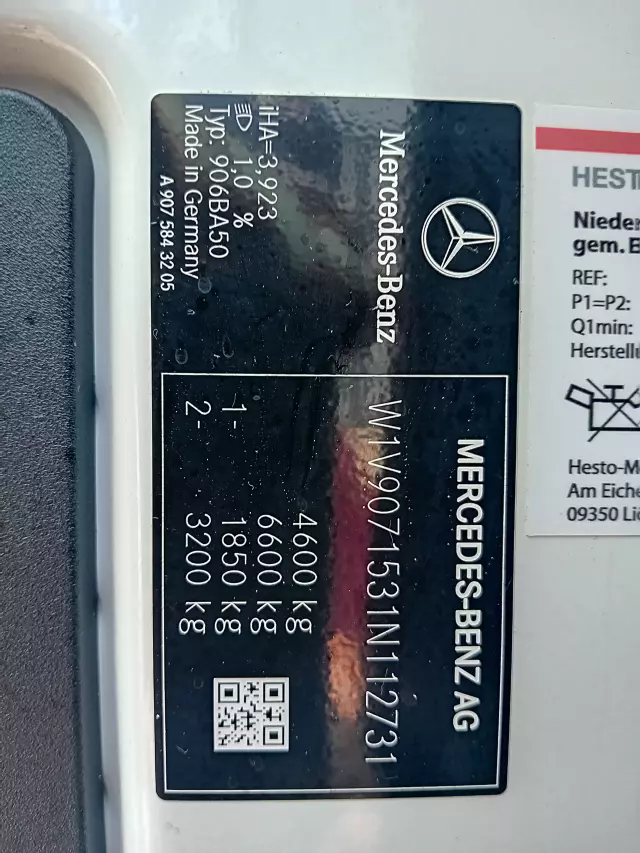 Mercedes-Benz
iHA=3,923
1,0 %
Typ: 906BA50
Made in Germany
A 907 584 32 05
MERCEDES-BENZ AG
W1V9071531N112731
4600 kg
6600 kg
1- 1850 kg
2- 3200 kg
HEST
Nieder
gem. E
REF:
P1=P2:
Q1min:
Herstellu
Hesto-M
Am Eiche
09350 Li